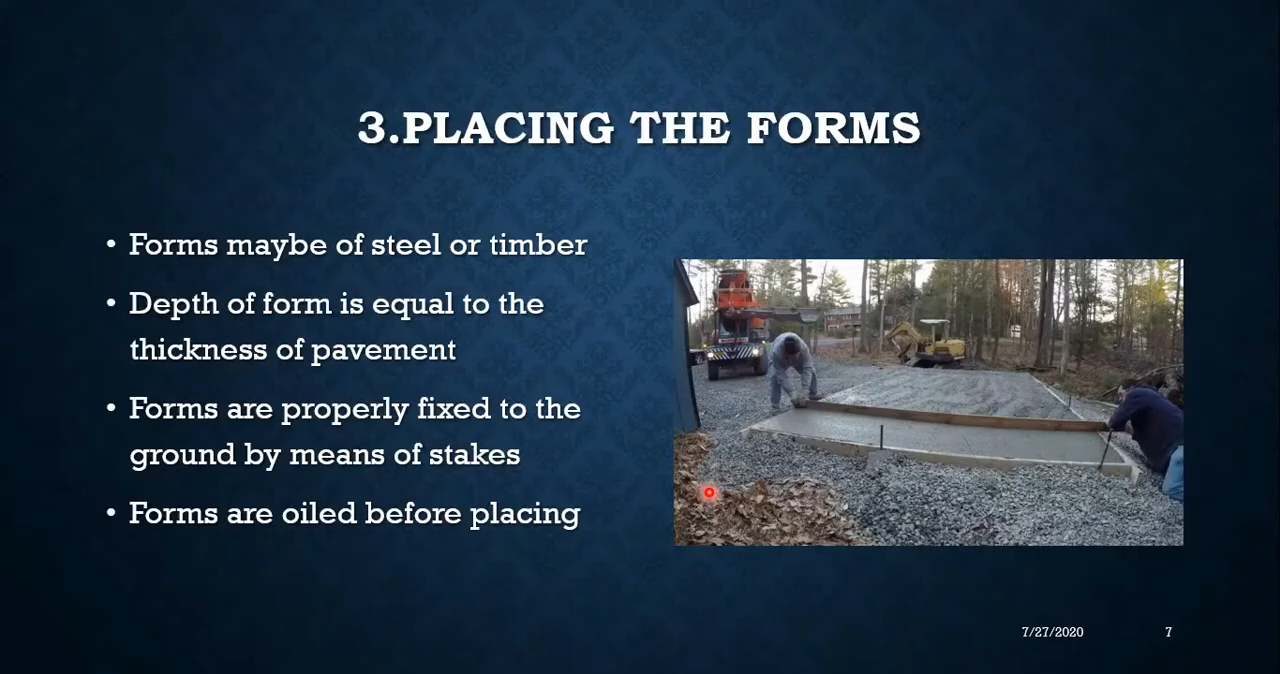 3.PLACING THE FORMS
• Forms maybe of steel or timber
• Depth of form is equal to the
thickness of pavement
• Forms are properly fixed to the
ground by means of stakes
• Forms are oiled before placing
7/27/2020
7